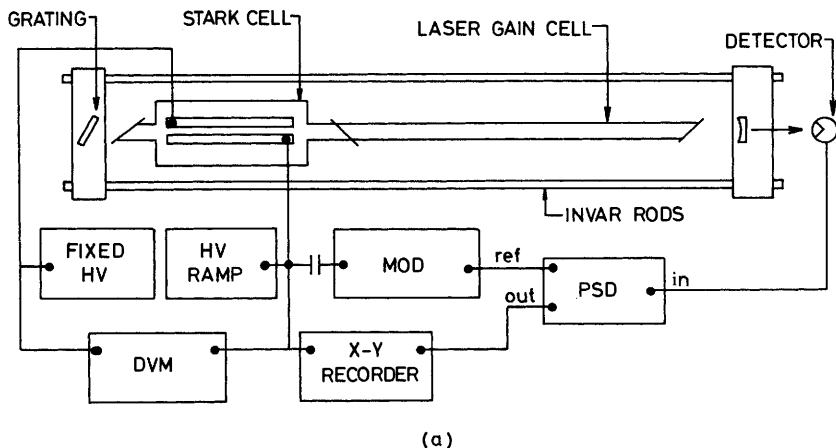 GRATING
STARK CELL
LASER GAIN CELL
DETECTOR
INVAR RODS
FIXED
HV
HV
RAMP
MOD
ref
out
PSD
in
DVM
X-Y
RECORDER
(a)